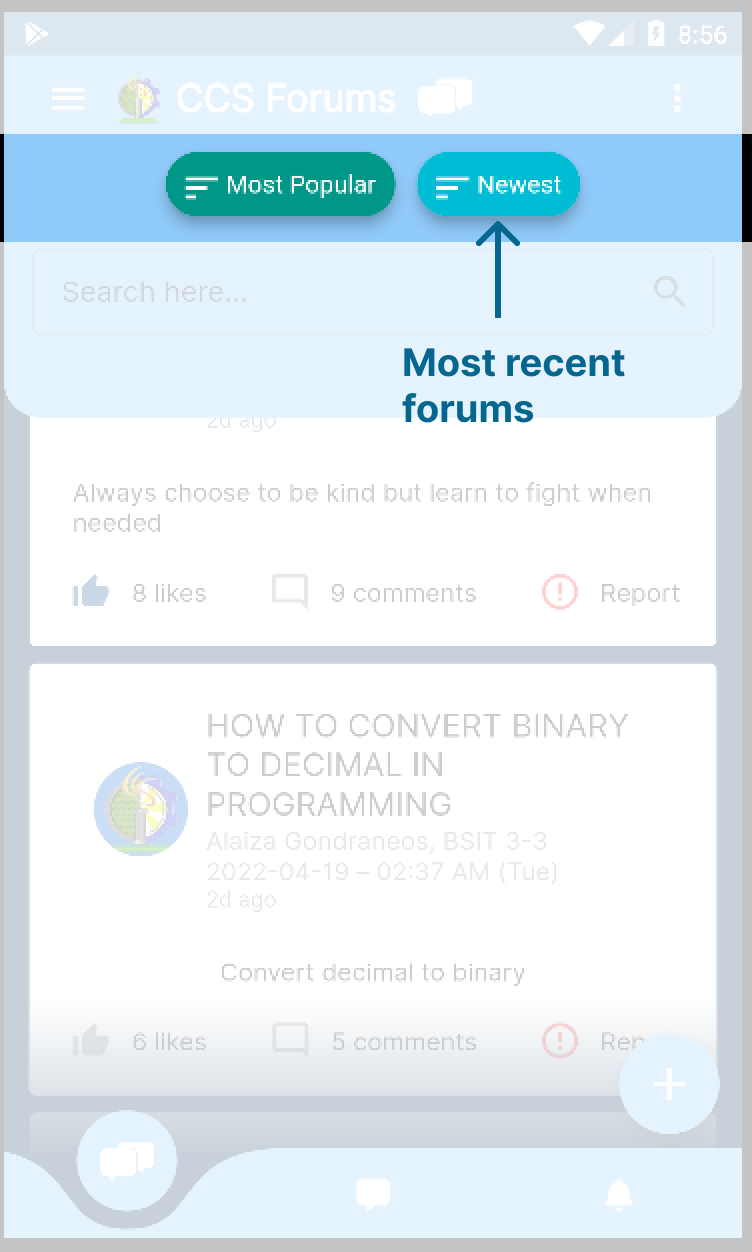 8:56
CCS Forums
Most Popular
Newest
Search here...
Most recent
forums
2d ago
Always choose to be kind but learn to fight when
needed
8 likes
9 comments
Report
HOW TO CONVERT BINARY
TO DECIMAL IN
PROGRAMMING
Alaiza Gondraneos, BSIT 3-3
2022-04-19 – 02:37 AM (Tue)
2d ago
Convert decimal to binary
6 likes
5 comments
Rep